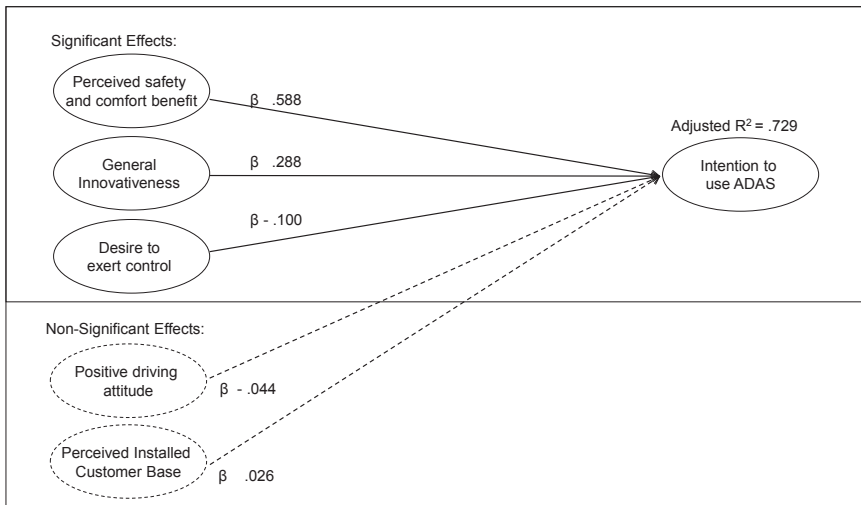 Significant Effects:
Perceived safety
and comfort benefit
β .588
Adjusted R² = .729
General
Innovativeness
β .288
Intention to
use ADAS
β - .100
Desire to
exert control
Non-Significant Effects:
Positive driving
attitude
β - .044
Perceived Installed
Customer Base
β .026